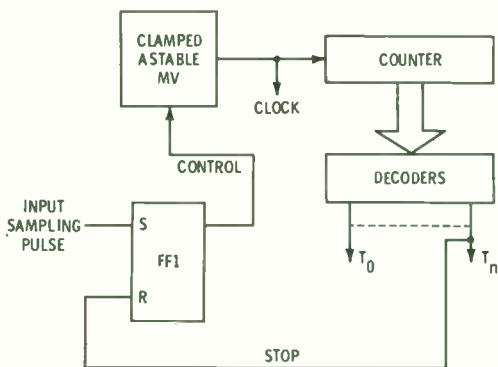 CLAMPED
ASTABLE
MV
COUNTER
CLOCK
CONTROL
DECODERS
INPUT
SAMPLING
PULSE
S
FF1
R
T0
Tn
STOP